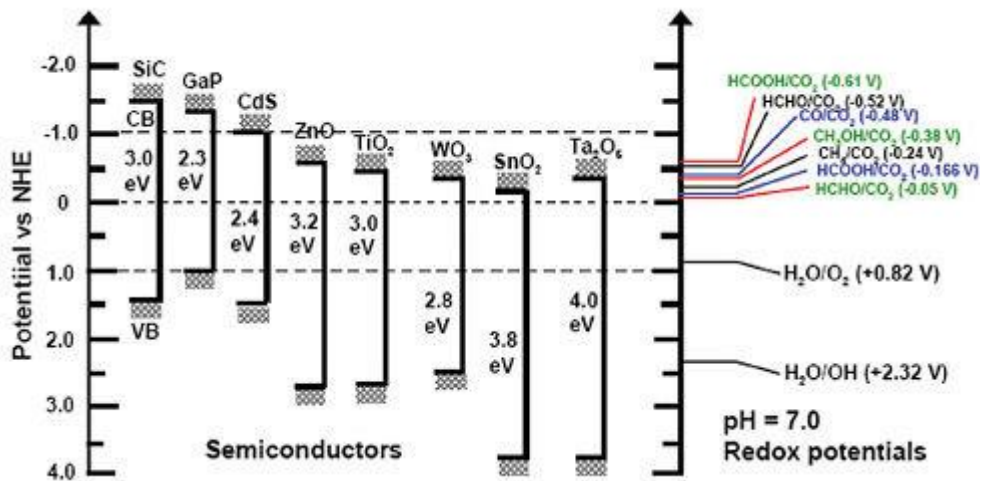 Potentiial vs NHE
-2.0
-1.0
0
1.0
2.0
3.0
4.0
SiC
CB
3.0
eV
VB
GaP
2.3
eV
CdS
2.4
eV
ZnO
3.2
eV
TiO₂
3.0
eV
WO₃
2.8
eV
SnO₂
3.8
eV
Ta₂O₅
4.0
eV
Semiconductors
HCOOH/CO₂ (-0.61 V)
HCHO/CO₂ (-0.52 V)
CO/CO₂ (-0.48 V)
CH₃OH/CO₂ (-0.38 V)
CH₄/CO₂ (-0.24 V)
HCOOH/CO₂ (-0.166 V)
HCHO/CO₂ (-0.05 V)
H₂O/O₂ (+0.82 V)
H₂O/OH (+2.32 V)
pH = 7.0
Redox potentials